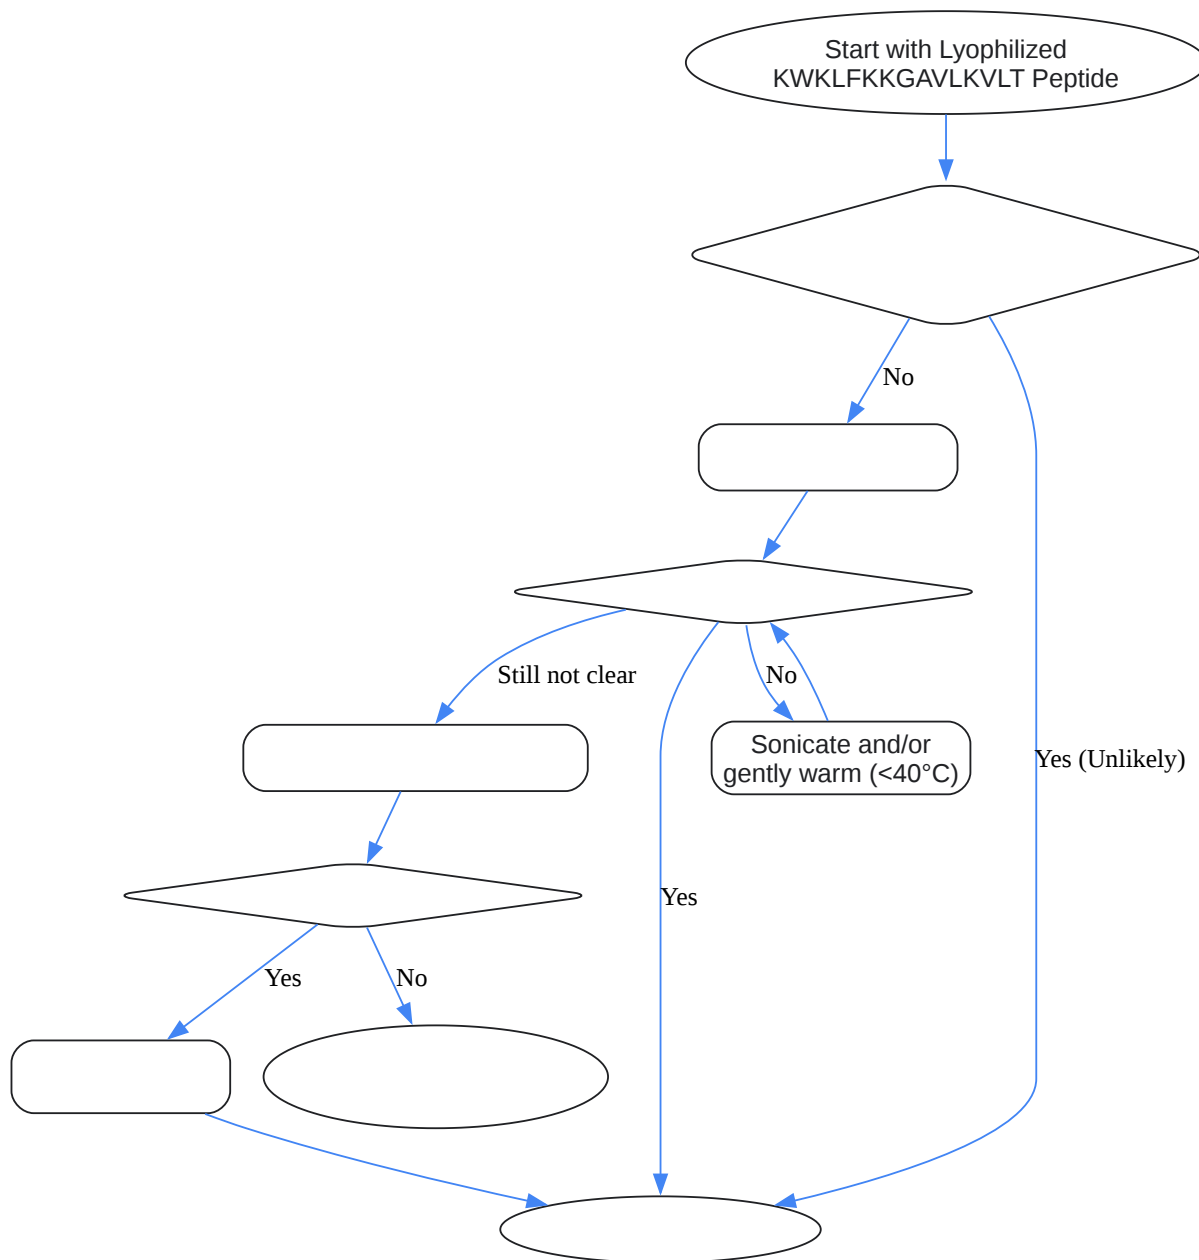 Start with Lyophilized
KWKLFKKGAVLKVLT Peptide
No
Still not clear
No
Sonicate and/or
gently warm (<40°C)
Yes (Unlikely)
Yes
Yes
No